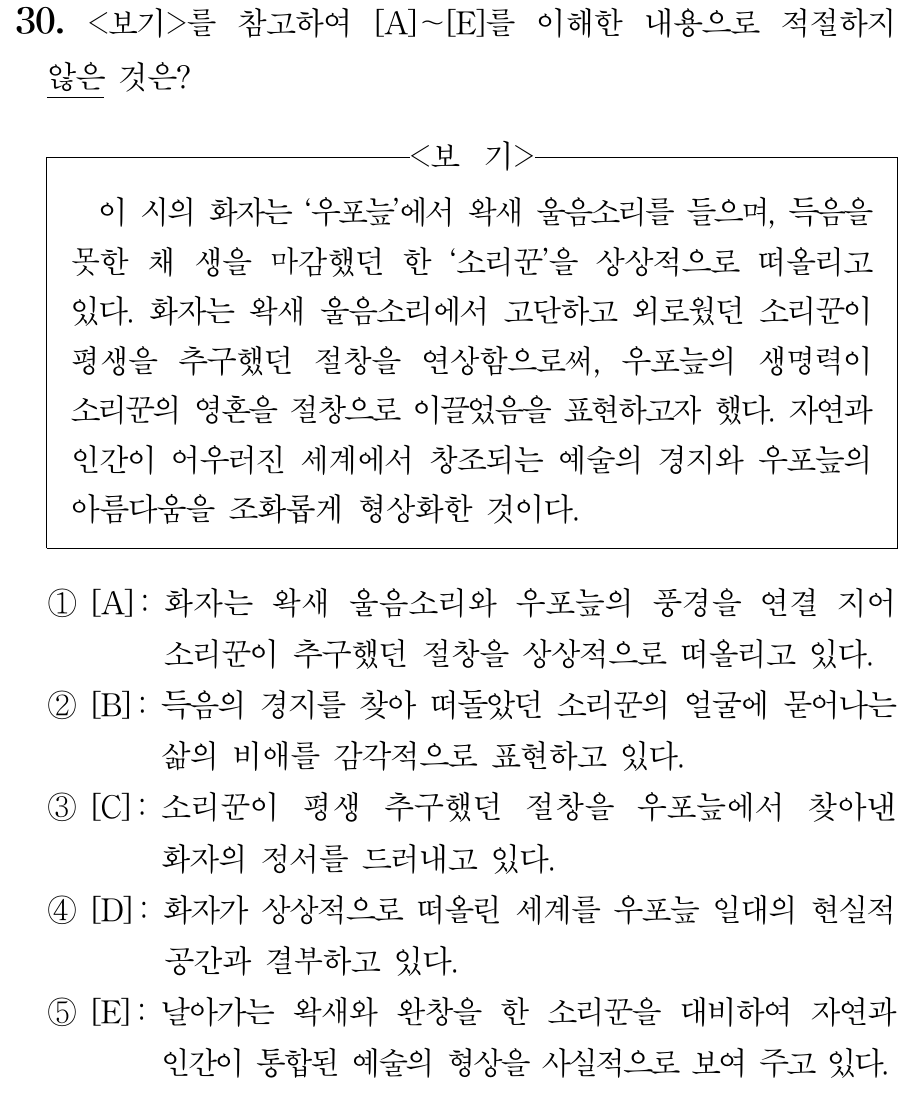 30. <보기>를 참고하여 [A]~[E]를 이해한 내용으로 적절하지
않은 것은?
<보 기>
이 시의 화자는 ‘우포늪’에서 왁새 울음소리를 들으며, 득음을
못한 채 생을 마감했던 한 ‘소리꾼’을 상상적으로 떠올리고
있다. 화자는 왁새 울음소리에서 고단하고 외로웠던 소리꾼이
평생을 추구했던 절창을 연상함으로써, 우포늪의 생명력이
소리꾼의 영혼을 절창으로 이끌었음을 표현하고자 했다. 자연과
인간이 어우러진 세계에서 창조되는 예술의 경지와 우포늪의
아름다움을 조화롭게 형상화한 것이다.
① [A]: 화자는 왁새 울음소리와 우포늪의 풍경을 연결 지어
소리꾼이 추구했던 절창을 상상적으로 떠올리고 있다.
② [B]: 득음의 경지를 찾아 떠돌았던 소리꾼의 얼굴에 묻어나는
삶의 비애를 감각적으로 표현하고 있다.
③ [C]: 소리꾼이 평생 추구했던 절창을 우포늪에서 찾아낸
화자의 정서를 드러내고 있다.
④ [D]: 화자가 상상적으로 떠올린 세계를 우포늪 일대의 현실적
공간과 결부하고 있다.
⑤ [E]: 날아가는 왁새와 완창을 한 소리꾼을 대비하여 자연과
인간이 통합된 예술의 형상을 사실적으로 보여 주고 있다.